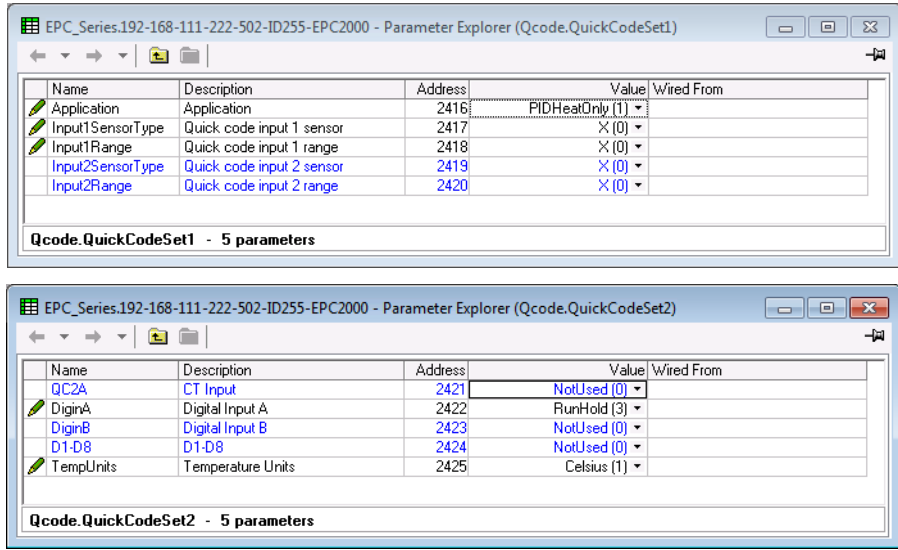 EPC_Series.192-168-111-222-502-ID255-EPC2000 - Parameter Explorer (Qcode.QuickCodeSet1)
Name Description Address Value Wired From
Application Application 2416 PIDHeatOnly (1)
Input1SensorType Quick code input 1 sensor 2417 X (0)
Input1Range Quick code input 1 range 2418 X (0)
Input2SensorType Quick code input 2 sensor 2419 X (0)
Input2Range Quick code input 2 range 2420 X (0)
Qcode.QuickCodeSet1 - 5 parameters
EPC_Series.192-168-111-222-502-ID255-EPC2000 - Parameter Explorer (Qcode.QuickCodeSet2)
Name Description Address Value Wired From
QC2A CT Input 2421 NotUsed (0)
DiginA Digital Input A 2422 RunHold (3)
DiginB Digital Input B 2423 NotUsed (0)
D1-D8 D1-D8 2424 NotUsed (0)
TempUnits Temperature Units 2425 Celsius (1)
Qcode.QuickCodeSet2 - 5 parameters